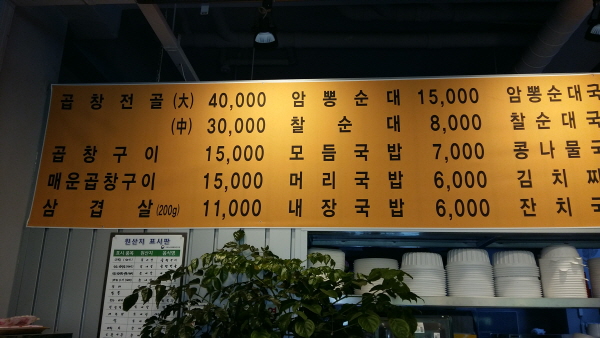 곱창전골(大) 40,000 암뽕순대 15,000 암뽕순대국
(中) 30,000 찰순대 8,000 찰순대국
곱창구이 15,000 모듬국밥 7,000 콩나물국
매운곱창구이 15,000 머리국밥 6,000 김치찌
삼겹살(200g) 11,000 내장국밥 6,000 잔치국
원산지 표시판